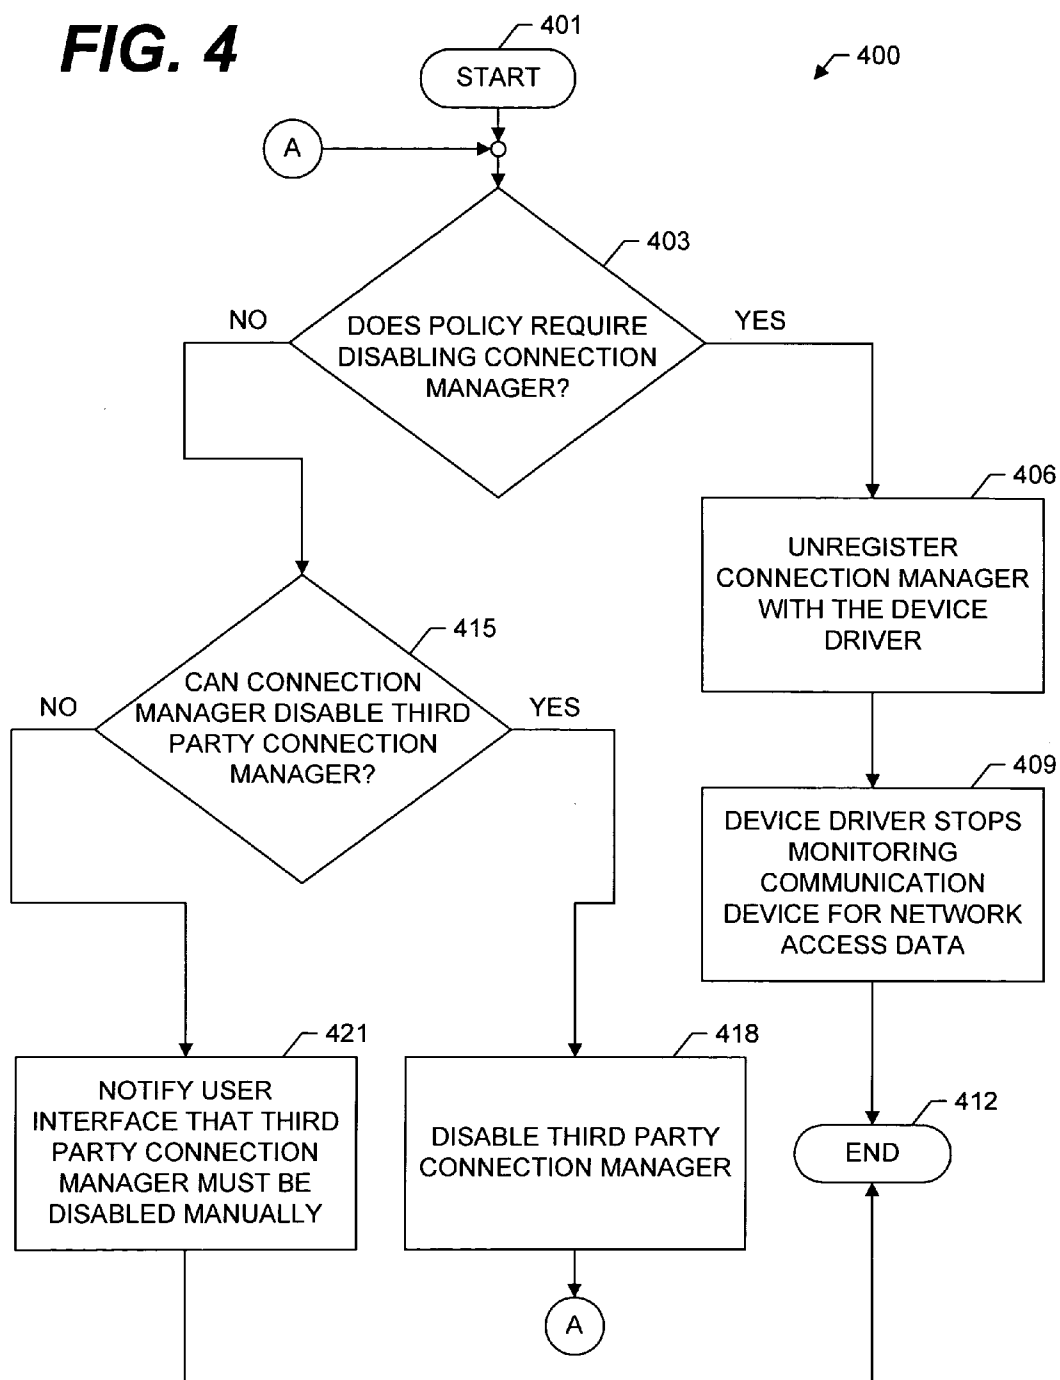 FIG. 4
401
START
400
A
403
NO
YES
DOES POLICY REQUIRE
DISABLING CONNECTION
MANAGER?
406
UNREGISTER
CONNECTION MANAGER
WITH THE DEVICE
DRIVER
415
NO
YES
CAN CONNECTION
MANAGER DISABLE THIRD
PARTY CONNECTION
MANAGER?
409
DEVICE DRIVER STOPS
MONITORING
COMMUNICATION
DEVICE FOR NETWORK
ACCESS DATA
421
NOTIFY USER
INTERFACE THAT THIRD
PARTY CONNECTION
MANAGER MUST BE
DISABLED MANUALLY
418
DISABLE THIRD PARTY
CONNECTION MANAGER
412
END
A